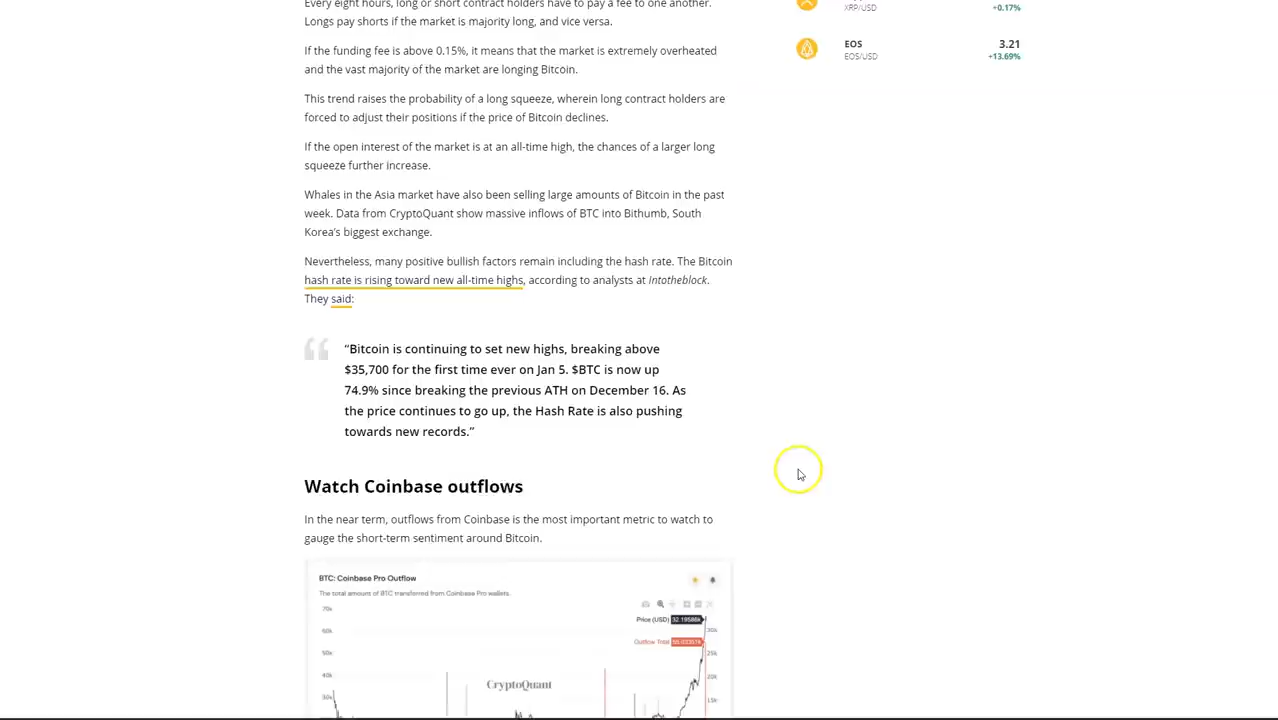 Every eight hours, long or short contract holders have to pay a fee to one another.
Longs pay shorts if the market is majority long, and vice versa.
If the funding fee is above 0.15%, it means that the market is extremely overheated
and the vast majority of the market are longing Bitcoin.
This trend raises the probability of a long squeeze, wherein long contract holders are
forced to adjust their positions if the price of Bitcoin declines.
If the open interest of the market is at an all-time high, the chances of a larger long
squeeze further increase.
Whales in the Asia market have also been selling large amounts of Bitcoin in the past
week. Data from CryptoQuant show massive inflows of BTC into Bithumb, South
Korea's biggest exchange.
Nevertheless, many positive bullish factors remain including the hash rate. The Bitcoin
hash rate is rising toward new all-time highs, according to analysts at Intotheblock.
They said:
“Bitcoin is continuing to set new highs, breaking above
$35,700 for the first time ever on Jan 5. $BTC is now up
74.9% since breaking the previous ATH on December 16. As
the price continues to go up, the Hash Rate is also pushing
towards new records.”
Watch Coinbase outflows
In the near term, outflows from Coinbase is the most important metric to watch to
gauge the short-term sentiment around Bitcoin.
BTC: Coinbase Pro Outflow
The total amount of BTC transferred from Coinbase Pro wallets.
70k
Price (USD)
60k
30k
Outflow Total
50k
25k
40k
20k
CryptoQuant
30k
15k
XRP/USD
+0.17%
EOS
3.21
EOS/USD
+13.69%